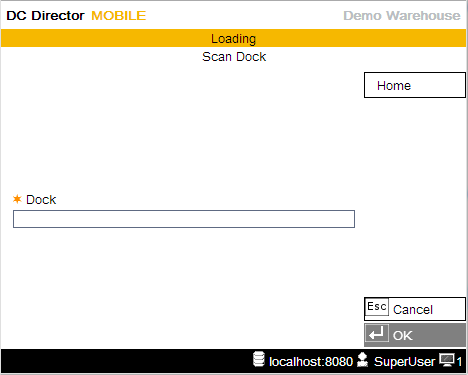 DC Director MOBILE Demo Warehouse
Loading
Scan Dock
Home
Dock
Esc Cancel
OK
localhost:8080 SuperUser 1